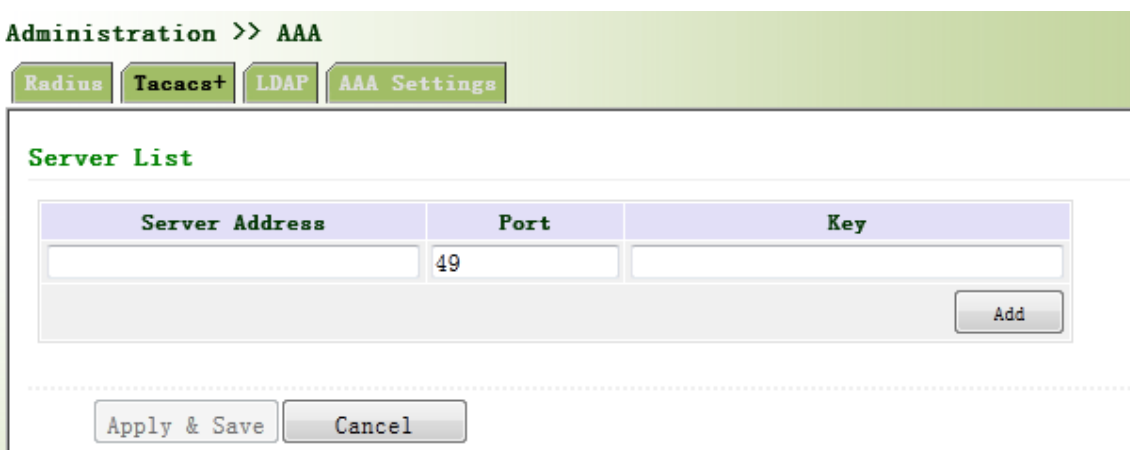 Administration >> AAA
Radius Tacacs+ LDAP AAA Settings
Server List
Server Address Port Key
49
Add
Apply & Save Cancel